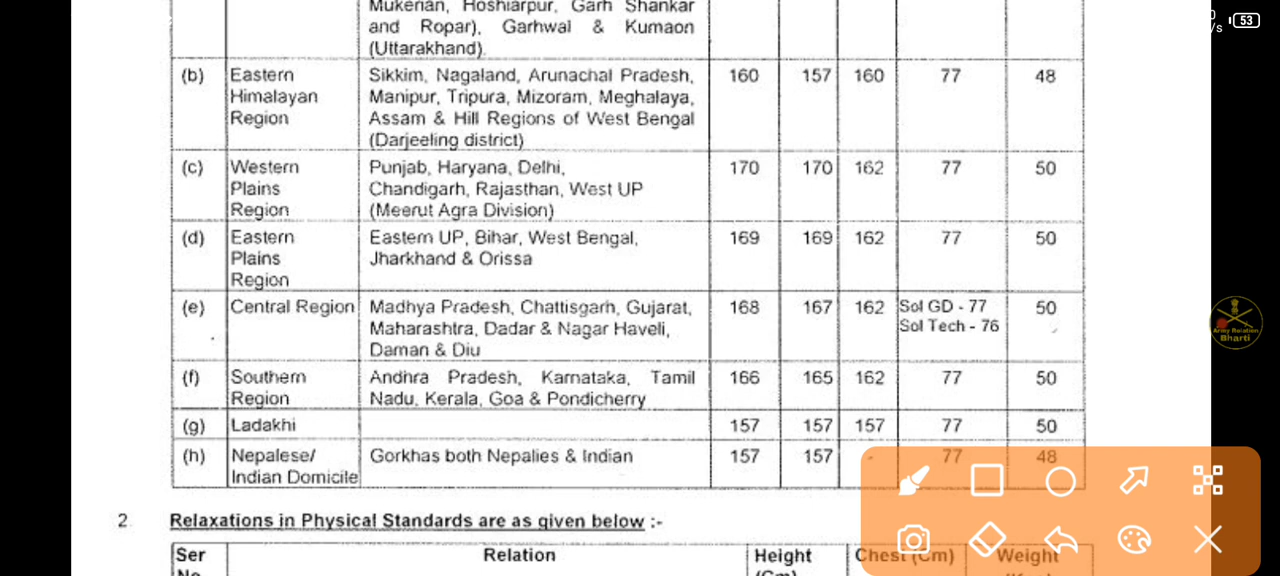 Mukerian, Hoshiarpur, Garh Shankar
and Ropar), Garhwal & Kumaon
(Uttarakhand).
(b) Eastern Himalayan Region Sikkim, Nagaland, Arunachal Pradesh, 160 157 160 77 48
Manipur, Tripura, Mizoram, Meghalaya,
Assam & Hill Regions of West Bengal
(Darjeeling district)
(c) Western Plains Region Punjab, Haryana, Delhi, 170 170 162 77 50
Chandigarh, Rajasthan, West UP
(Meerut Agra Division)
(d) Eastern Plains Region Eastern UP, Bihar, West Bengal, 169 169 162 77 50
Jharkhand & Orissa
(e) Central Region Madhya Pradesh, Chattisgarh, Gujarat, 168 167 162 Sol GD - 77 50
Maharashtra, Dadar & Nagar Haveli, Sol Tech - 76
Daman & Diu
(f) Southern Region Andhra Pradesh, Karnataka, Tamil 166 165 162 77 50
Nadu, Kerala, Goa & Pondicherry
(g) Ladakhi 157 157 157 77 50
(h) Nepalese/ Indian Domicile Gorkhas both Nepalies & Indian 157 157 - 77 48
2. Relaxations in Physical Standards are as given below :-
Ser No Relation Height (Cm) Chest (Cm) Weight
53
Army Relation
Bharti